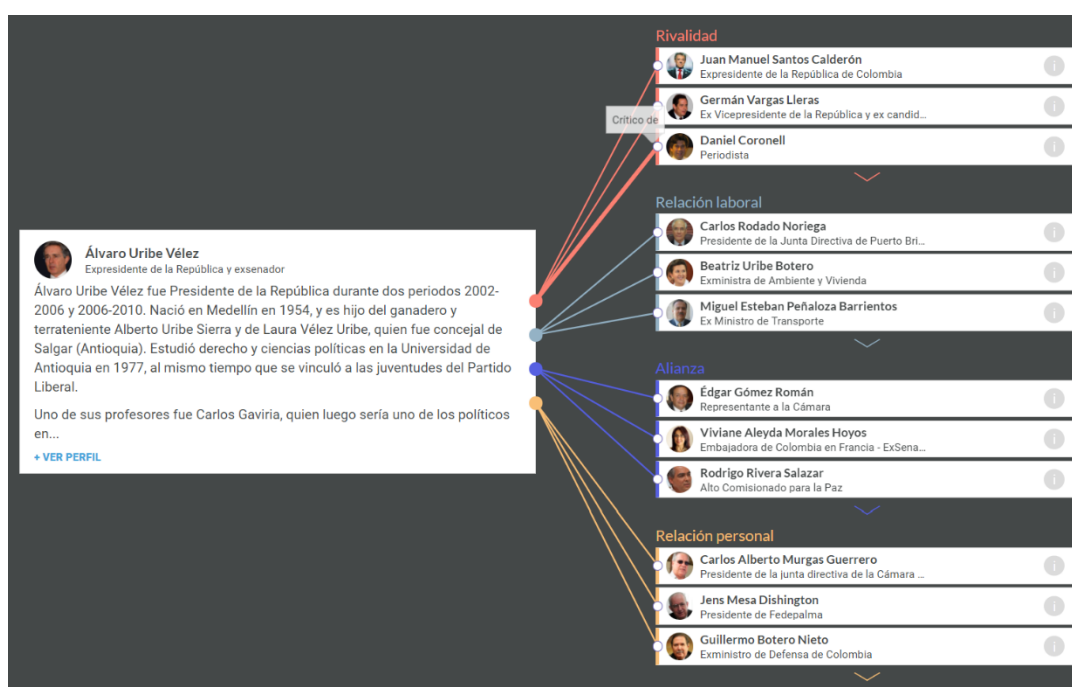 Rivalidad
Juan Manuel Santos Calderón
Expresidente de la República de Colombia
Germán Vargas Lleras
Ex Vicepresidente de la República y ex candid...
Crítico de
Daniel Coronell
Periodista
Relación laboral
Carlos Rodado Noriega
Presidente de la Junta Directiva de Puerto Bri...
Beatriz Uribe Botero
Exministra de Ambiente y Vivienda
Miguel Esteban Peñaloza Barrientos
Ex Ministro de Transporte
Álvaro Uribe Vélez
Expresidente de la República y exsenador
Álvaro Uribe Vélez fue Presidente de la República durante dos periodos 2002-
2006 y 2006-2010. Nació en Medellín en 1954, y es hijo del ganadero y
terrateniente Alberto Uribe Sierra y de Laura Vélez Uribe, quien fue concejal de
Salgar (Antioquia). Estudió derecho y ciencias políticas en la Universidad de
Antioquia en 1977, al mismo tiempo que se vinculó a las juventudes del Partido
Liberal.
Uno de sus profesores fue Carlos Gaviria, quien luego sería uno de los políticos
en...
+ VER PERFIL
Alianza
Édgar Gómez Román
Representante a la Cámara
Viviane Aleyda Morales Hoyos
Embajadora de Colombia en Francia - ExSena...
Rodrigo Rivera Salazar
Alto Comisionado para la Paz
Relación personal
Carlos Alberto Murgas Guerrero
Presidente de la junta directiva de la Cámara ...
Jens Mesa Dishington
Presidente de Fedepalma
Guillermo Botero Nieto
Exministro de Defensa de Colombia